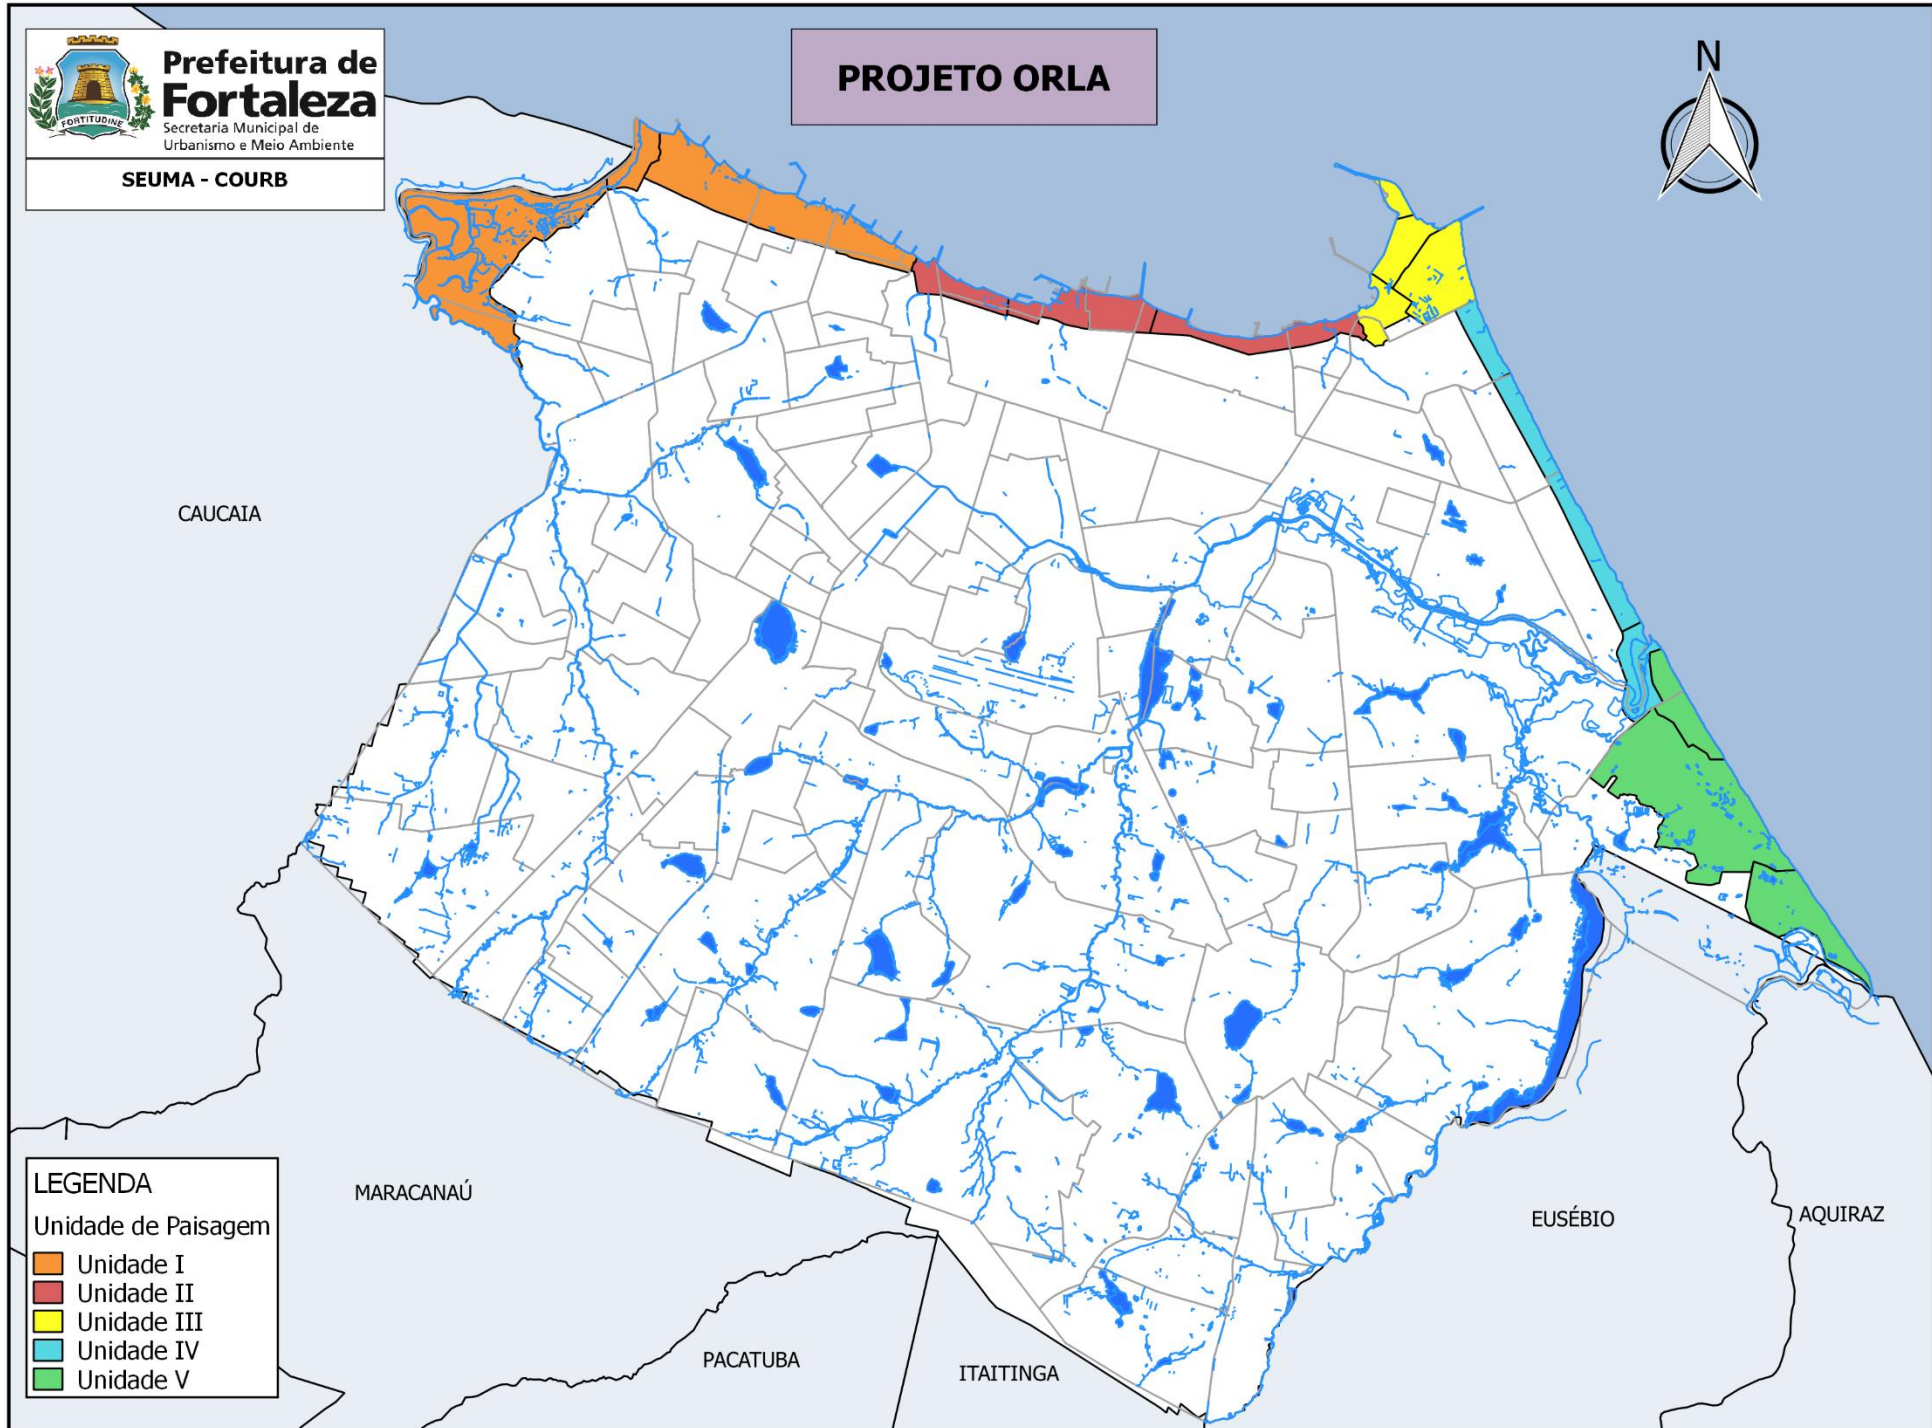 Prefeitura de
Fortaleza
Secretaria Municipal de
Urbanismo e Meio Ambiente
FORTITUDINE
SEUMA - COURB
PROJETO ORLA
N
CAUCAIA
MARACANAÚ
PACATUBA
ITAITINGA
EUSÉBIO
AQUIRAZ
LEGENDA
Unidade de Paisagem
Unidade I
Unidade II
Unidade III
Unidade IV
Unidade V